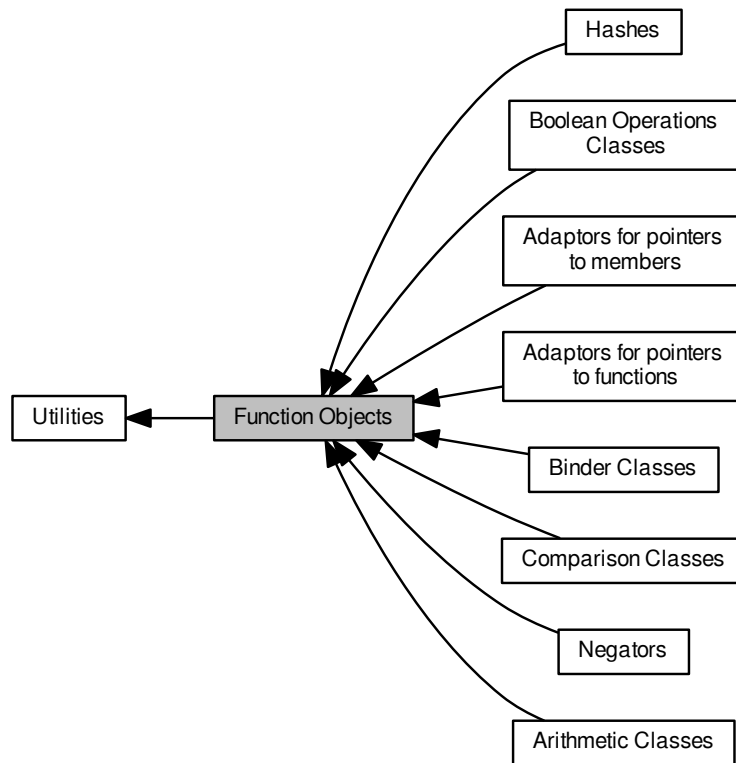 Hashes
Boolean Operations
Classes
Adaptors for pointers
to members
Adaptors for pointers
to functions
Utilities
Function Objects
Binder Classes
Comparison Classes
Negators
Arithmetic Classes